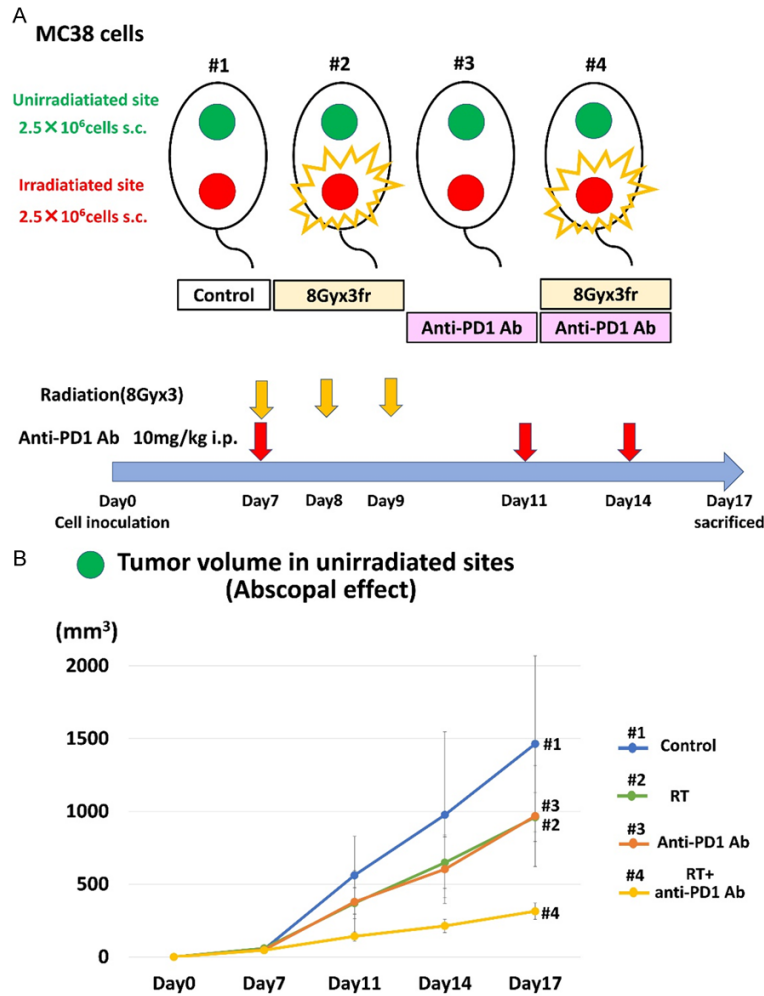 A
MC38 cells
#1 #2 #3 #4
Unirradiatiated site
2.5×10⁶cells s.c.
Irradiatiated site
2.5×10⁶cells s.c.
Control 8Gyx3fr 8Gyx3fr
Anti-PD1 Ab Anti-PD1 Ab
Radiation(8Gyx3)
Anti-PD1 Ab 10mg/kg i.p.
Day0 Day7 Day8 Day9 Day11 Day14 Day17
Cell inoculation sacrificed
B
Tumor volume in unirradiated sites
(Abscopal effect)
(mm³)
2000
1500
1000
500
0
Day0 Day7 Day11 Day14 Day17
#1
#3
#2
#4
#1
Control
#2
RT
#3
Anti-PD1 Ab
#4
RT+
anti-PD1 Ab